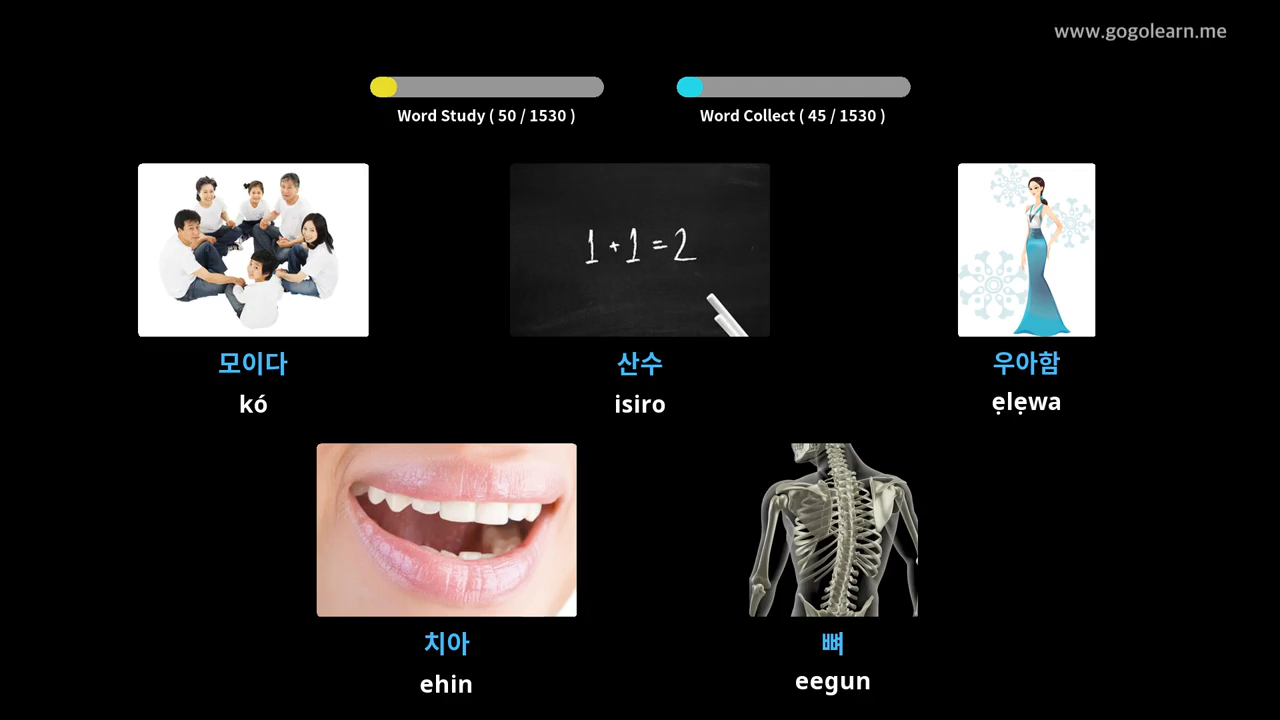 www.gogolearn.me
Word Study ( 50 / 1530 )
Word Collect ( 45 / 1530 )
1+1=2
모이다
산수
우아함
kó
isiro
ẹlẹwa
치아
뼈
ehin
eegun